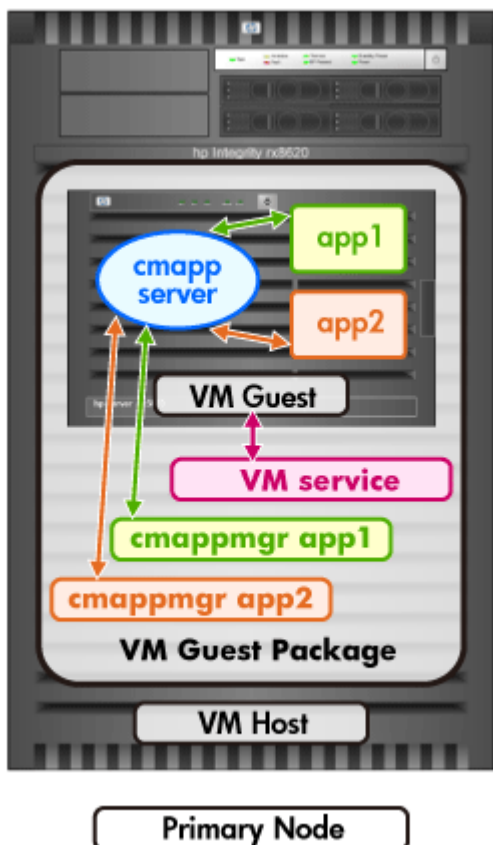 hp Integrity rx8620
app1
cmapp
server
app2
VM Guest
VM service
cmappmgr app1
cmappmgr app2
VM Guest Package
VM Host
Primary Node